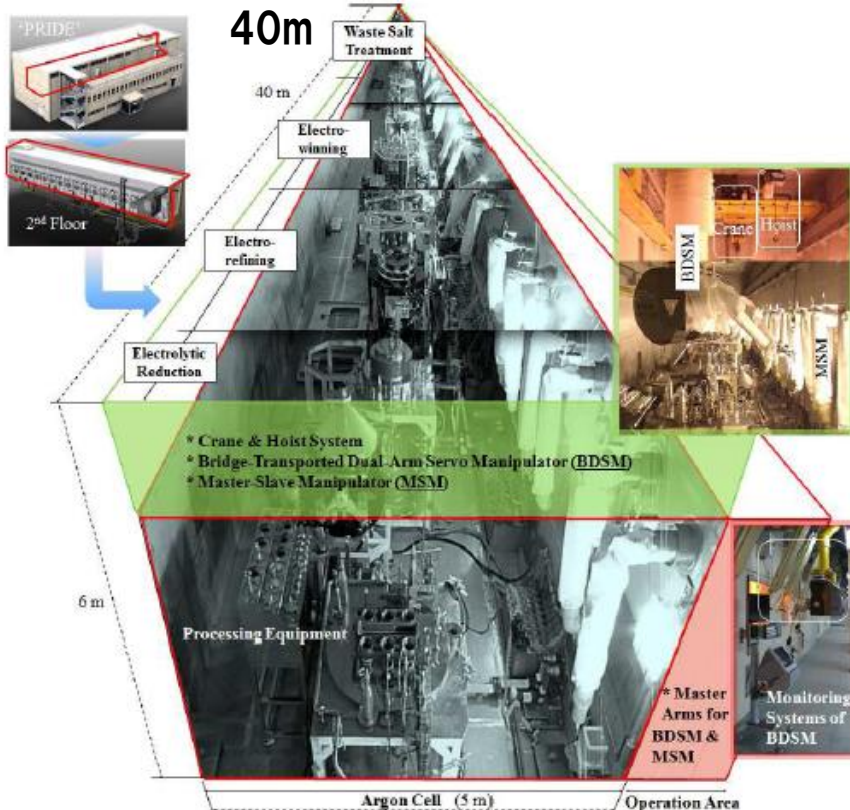 'PRIDE'
40m
Waste Salt
Treatment
40 m
Electro-
winning
2nd Floor
Electro-
refining
Crane
Hoist
BDSM
MSM
Electrolytic
Reduction
* Crane & Hoist System
* Bridge-Transported Dual-Arm Servo Manipulator (BDSM)
* Master-Slave Manipulator (MSM)
6 m
Processing Equipment
* Master
Arms for
BDSM &
MSM
Monitoring
Systems of
BDSM
Argon Cell (5 m)
Operation Area